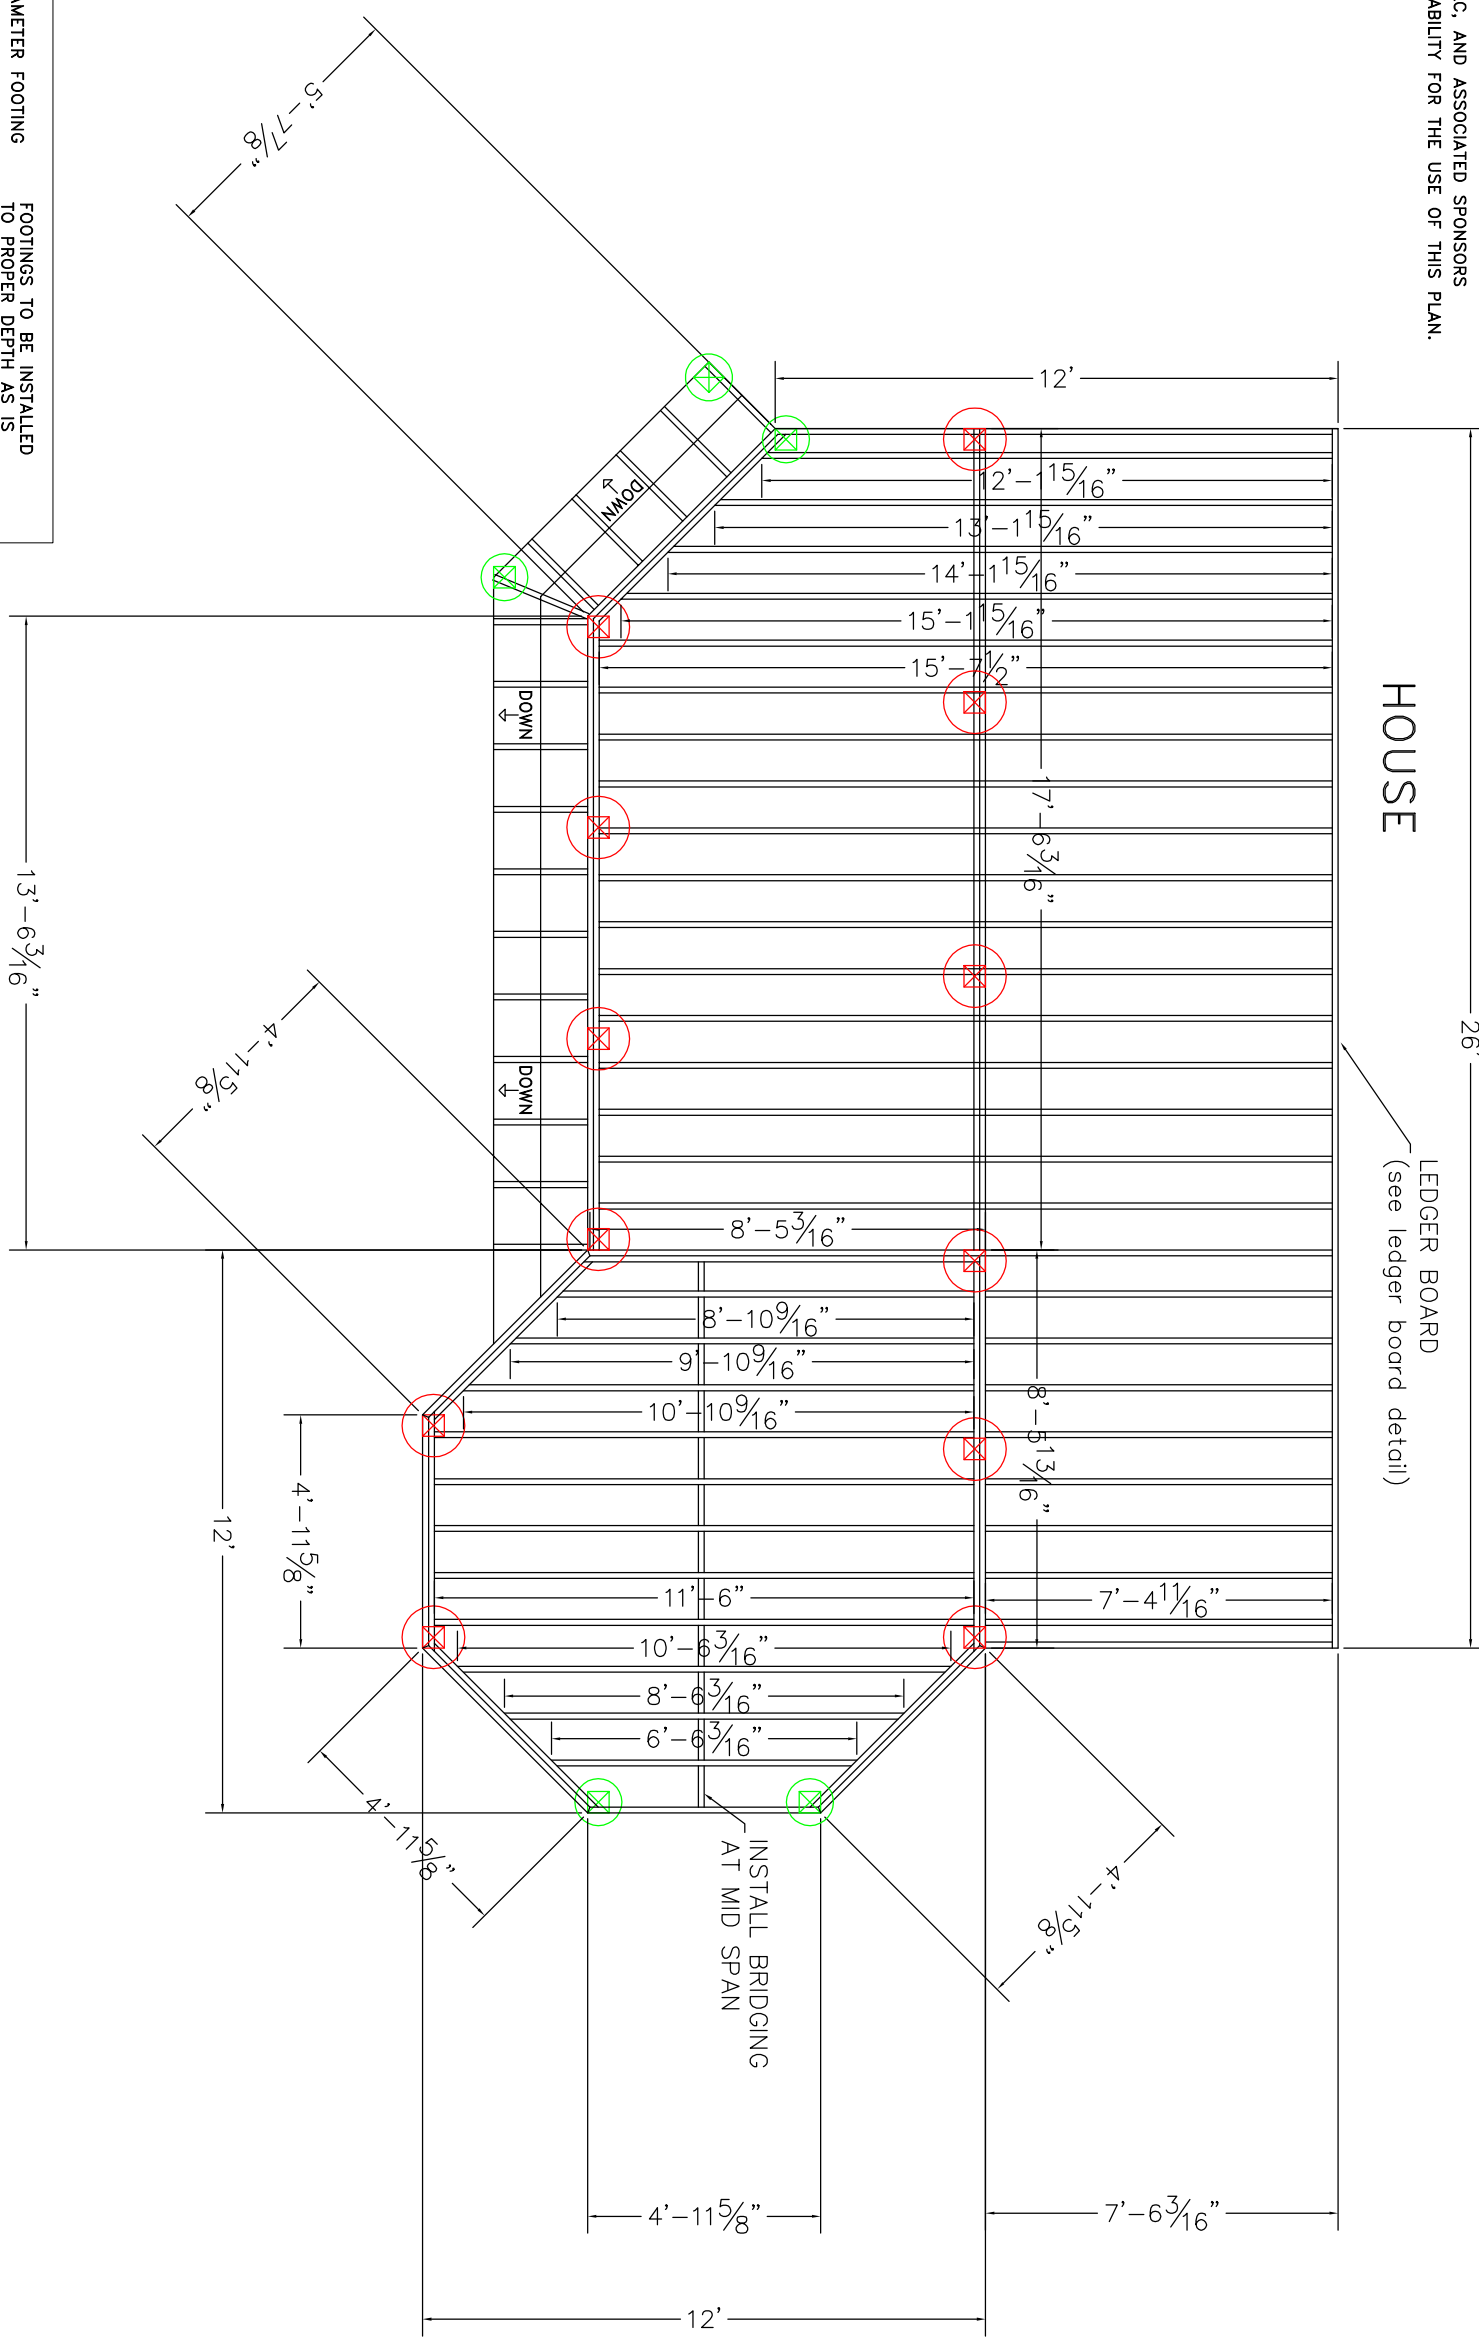 C, AND ASSOCIATED SPONSORS
ABILITY FOR THE USE OF THIS PLAN.
AMETER FOOTING
FOOTINGS TO BE INSTALLED
TO PROPER DEPTH AS IS
HOUSE
LEDGER BOARD
(see ledger board detail)
INSTALL BRIDGING
AT MID SPAN
DOWN
DOWN
DOWN
26'
12'
12'-1 15/16"
13'-1 15/16"
14'-1 15/16"
15'-1 15/16"
15'-7 1/2"
17'-6 3/16"
8'-5 3/16"
8'-10 9/16"
9'-10 9/16"
10'-10 9/16"
8'-5 13/16"
11'-6"
7'-4 11/16"
10'-6 3/16"
8'-6 3/16"
6'-6 3/16"
5'-7 7/8"
13'-6 3/16"
4'-11 5/8"
4'-11 5/8"
12'
4'-11 5/8"
4'-11 5/8"
4'-11 5/8"
7'-6 3/16"
12'